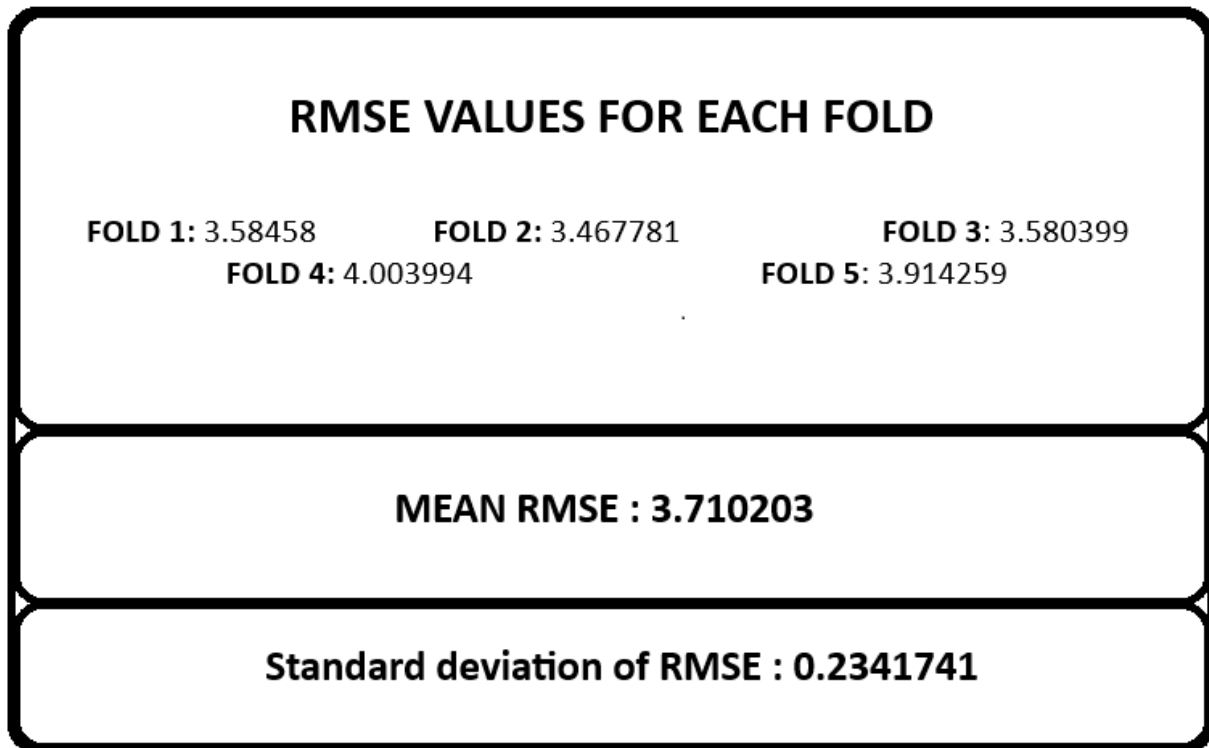 RMSE VALUES FOR EACH FOLD
FOLD 1: 3.58458 FOLD 2: 3.467781 FOLD 3: 3.580399
FOLD 4: 4.003994 FOLD 5: 3.914259
.
MEAN RMSE : 3.710203
Standard deviation of RMSE : 0.2341741